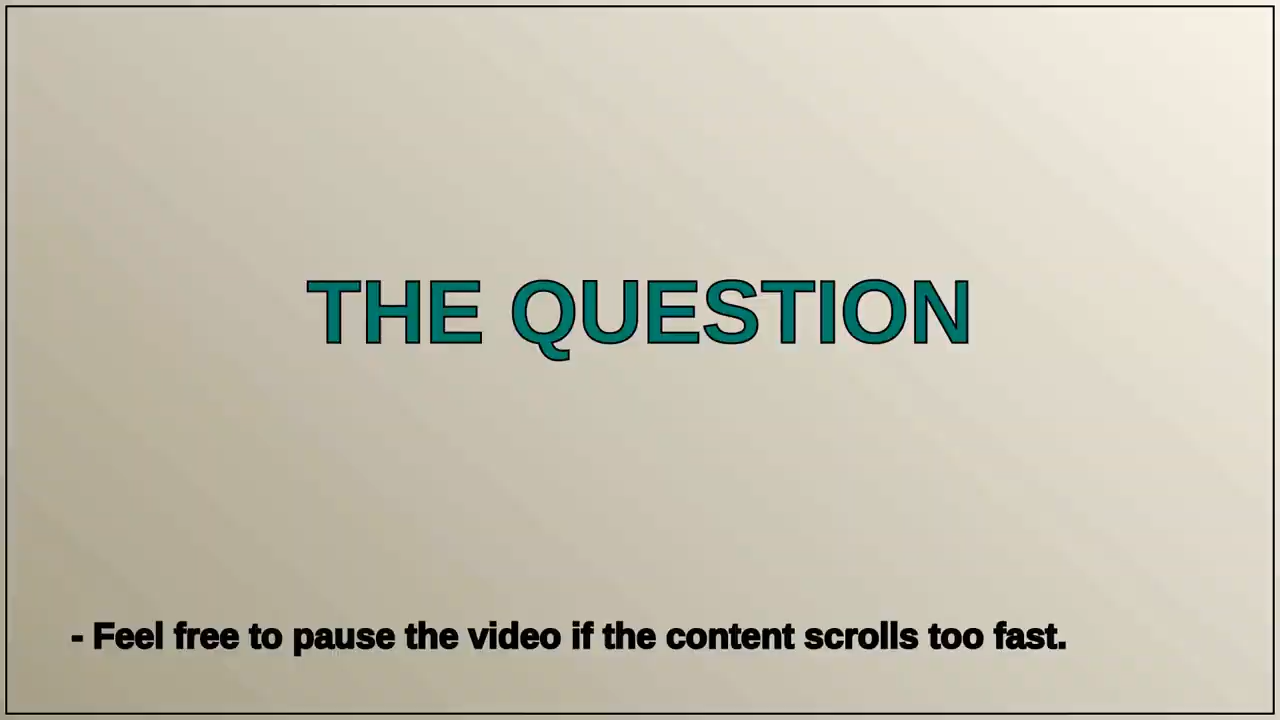 THE QUESTION
- Feel free to pause the video if the content scrolls too fast.